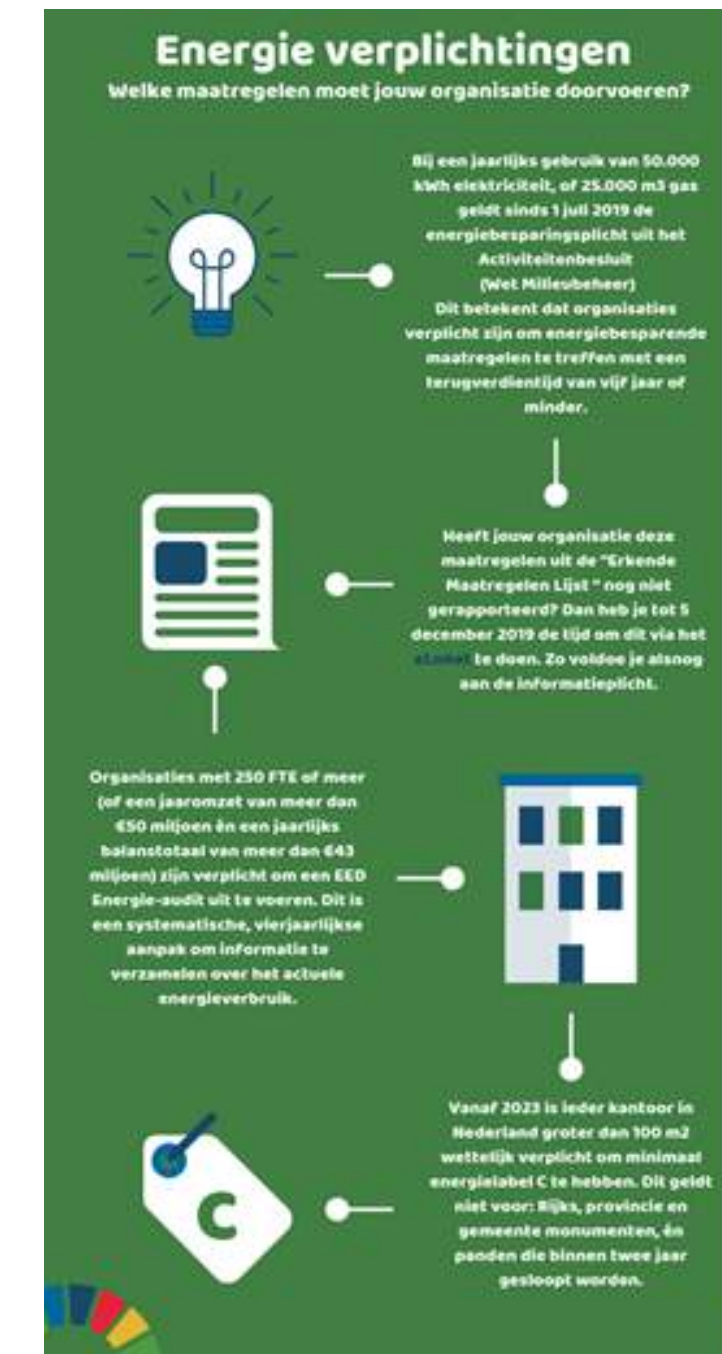 Energie verplichtingen
Welke maatregelen moet jouw organisatie doorvoeren?
Bij een jaarlijks gebruik van 50.000
kWh elektriciteit, of 25.000 m3 gas
geldt sinds 1 juli 2019 de
energiebesparingsplicht uit het
Activiteitenbesluit
(Wet Milieubeheer)
Dit betekent dat organisaties
verplicht zijn om energiebesparende
maatregelen te treffen met een
terugverdientijd van vijf jaar of
minder.
Heeft jouw organisatie deze
maatregelen uit de "Erkende
Maatregelen Lijst " nog niet
gerapporteerd? Dan heb je tot 5
december 2019 de tijd om dit via het
te doen. Zo voldoe je alsnog
aan de informatieplicht.
Organisaties met 250 FTE of meer
(of een jaaromzet van meer dan
€50 miljoen èn een jaarlijks
balanstotaal van meer dan €43
miljoen) zijn verplicht om een EED
Energie-audit uit te voeren. Dit is
een systematische, vierjaarlijkse
aanpak om informatie te
verzamelen over het actuele
energieverbruik.
Vanaf 2023 is ieder kantoor in
Nederland groter dan 100 m2
wettelijk verplicht om minimaal
energielabel C te hebben. Dit geldt
niet voor: Rijks, provincie en
gemeente monumenten, én
panden die binnen twee jaar
gesloopt worden.
C